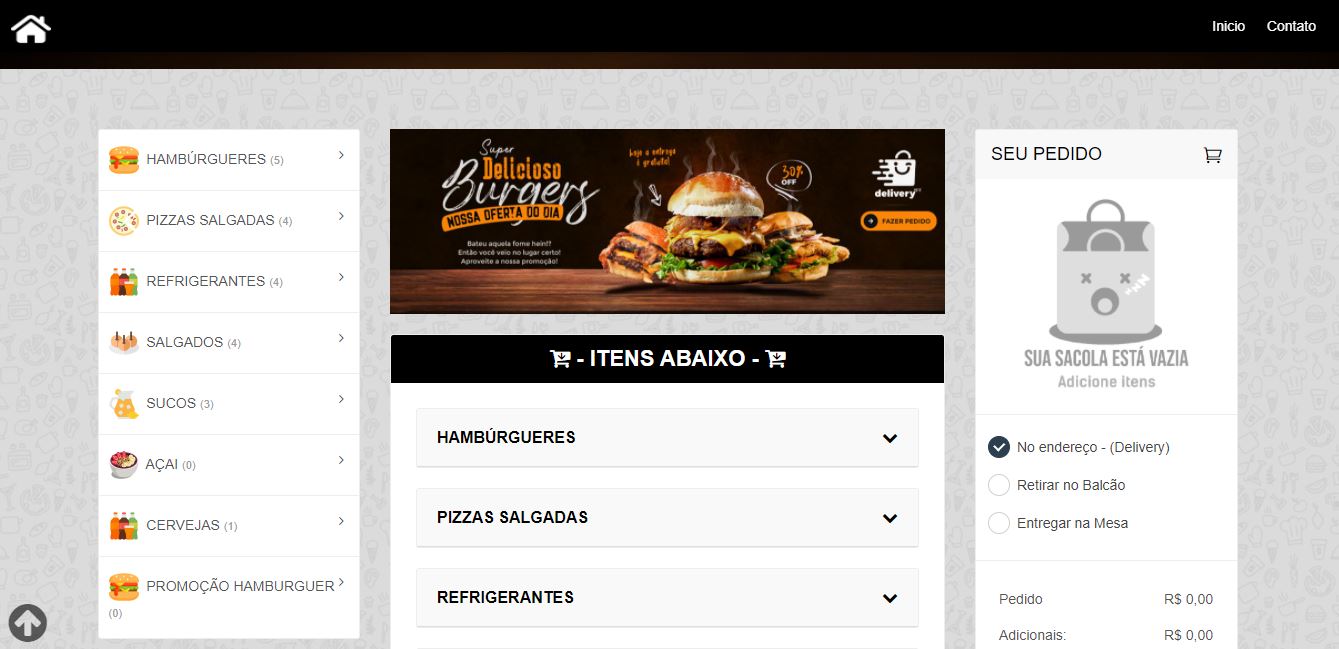 Inicio
Contato
HAMBÚRGUERES (5)
PIZZAS SALGADAS (4)
REFRIGERANTES (4)
SALGADOS (4)
SUCOS (3)
AÇAI (0)
CERVEJAS (1)
PROMOÇÃO HAMBURGUER
(0)
Super
Delicioso
Burgers
NOSSA OFERTA DO DIA
Bateu aquela fome hein!?
Então você veio no lugar certo!
Aproveite a nossa promoção!
hoje a entrega
é gratuita!
30%
OFF
delivery
FAZER PEDIDO
- ITENS ABAIXO -
HAMBÚRGUERES
PIZZAS SALGADAS
REFRIGERANTES
SEU PEDIDO
zzz
SUA SACOLA ESTÁ VAZIA
Adicione itens
No endereço - (Delivery)
Retirar no Balcão
Entregar na Mesa
Pedido R$ 0,00
Adicionais: R$ 0,00